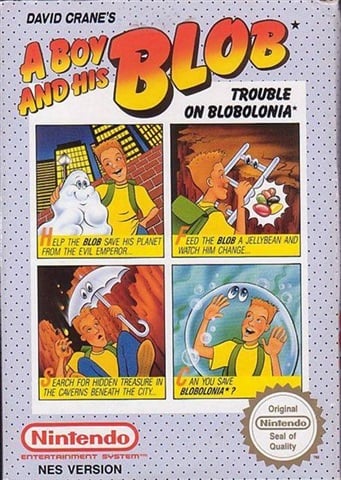 DAVID CRANE'S
A BOY
AND HIS
BLOB*
TROUBLE
ON BLOBOLONIA*
HELP THE BLOB SAVE HIS PLANET
FROM THE EVIL EMPEROR...
FEED THE BLOB A JELLYBEAN AND
WATCH HIM CHANGE...
SEARCH FOR HIDDEN TREASURE IN
THE CAVERNS BENEATH THE CITY...
CAN YOU SAVE
BLOBOLONIA*?
Nintendo
ENTERTAINMENT SYSTEM™
NES VERSION
Original
Nintendo
Seal of
Quality